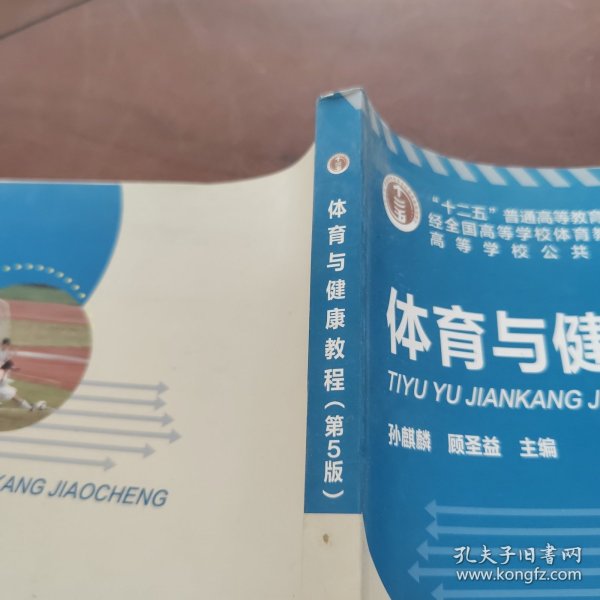 体育与健康教程(第5版)
十二五
“十二五”普通高等教育
经全国高等学校体育教
高等学校公共
体育与健
TIYU YU JIANKANG J
孙麒麟 顾圣益 主编
KANG JIAOCHENG
孔夫子旧书网
www.kongfz.com